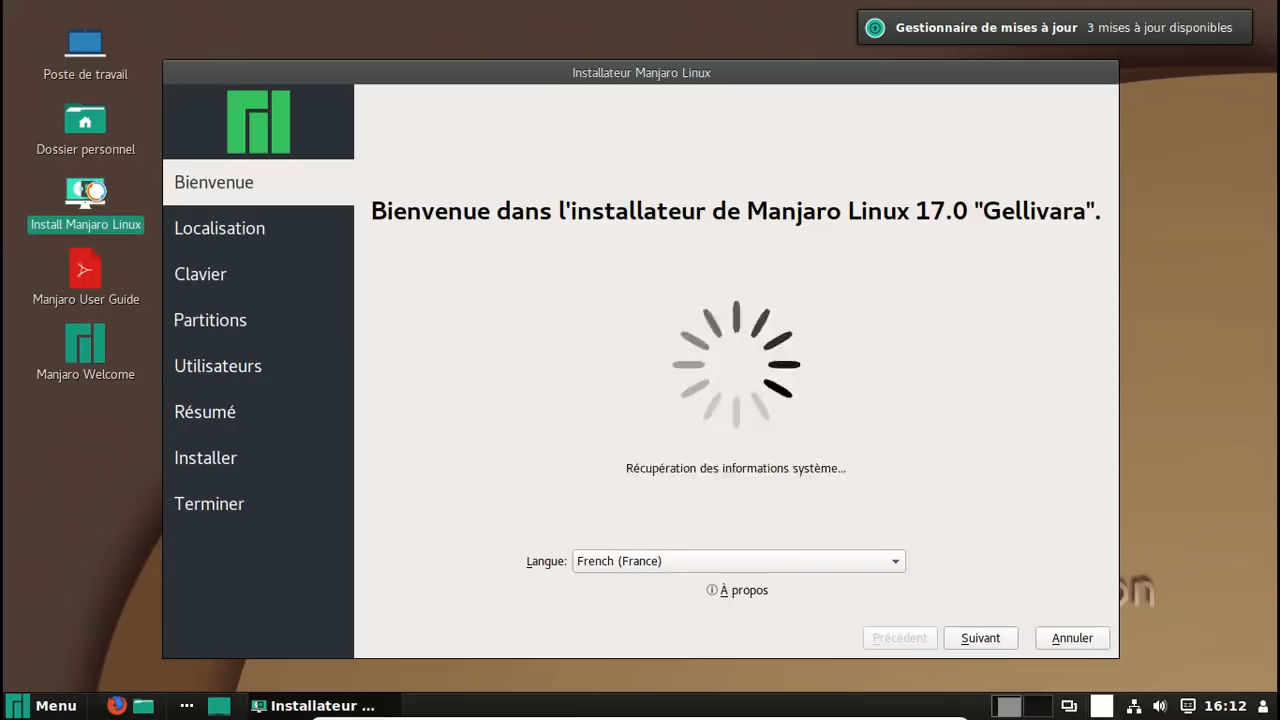 Gestionnaire de mises à jour 3 mises à jour disponibles
Poste de travail
Dossier personnel
Install Manjaro Linux
Manjaro User Guide
Manjaro Welcome
Installateur Manjaro Linux
Bienvenue
Localisation
Clavier
Partitions
Utilisateurs
Résumé
Installer
Terminer
Bienvenue dans l'installateur de Manjaro Linux 17.0 "Gellivara".
Récupération des informations système...
Langue: French (France)
À propos
Précédent Suivant Annuler
on
Menu ... Installateur ... 16:12